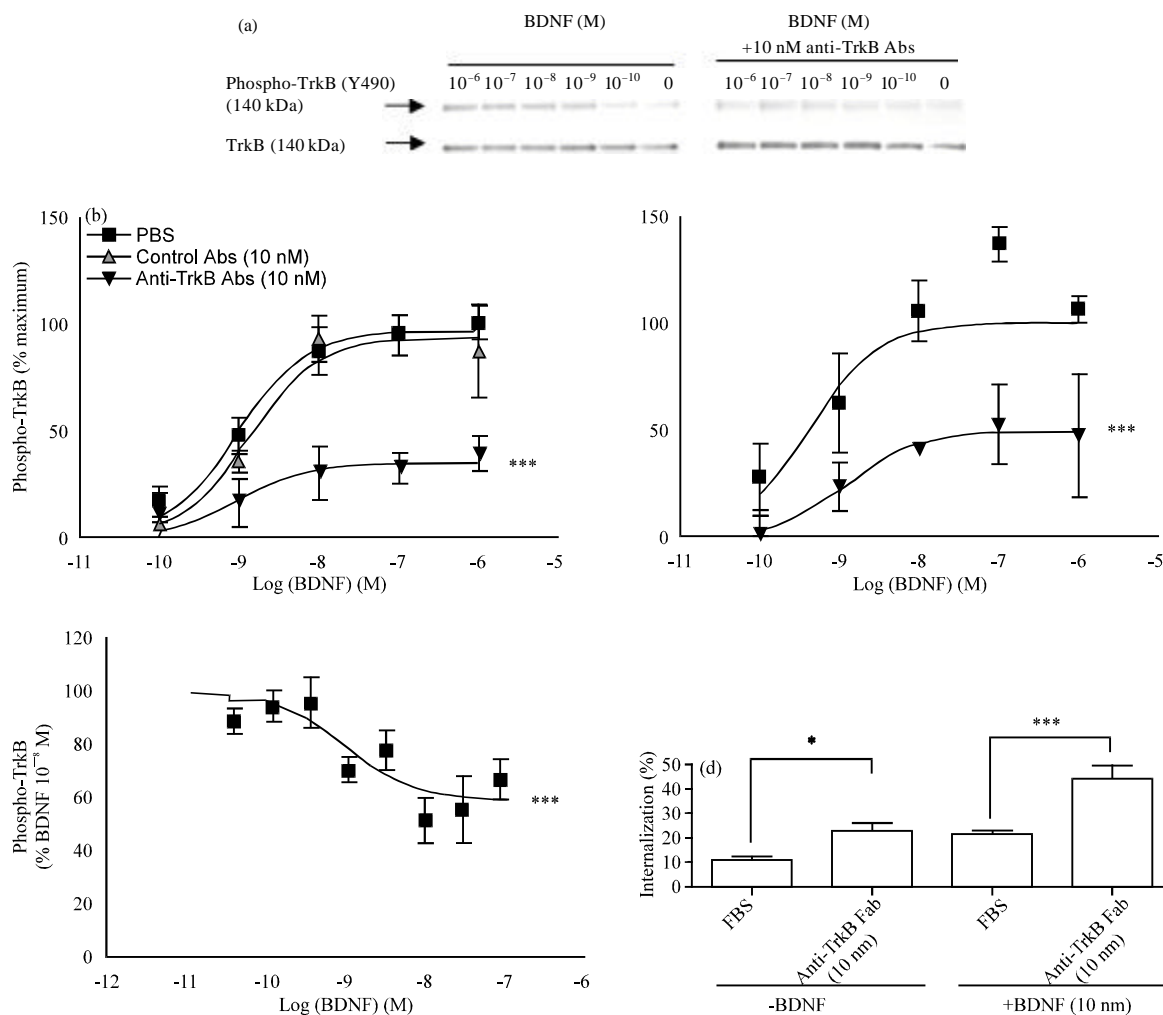 (a)
BDNF (M)
BDNF (M)
+10 nM anti-TrkB Abs
Phospho-TrkB (Y490)
(140 kDa)
10⁻⁶ 10⁻⁷ 10⁻⁸ 10⁻⁹ 10⁻¹⁰ 0
10⁻⁶ 10⁻⁷ 10⁻⁸ 10⁻⁹ 10⁻¹⁰ 0
TrkB (140 kDa)
(b)
PBS
Control Abs (10 nM)
Anti-TrkB Abs (10 nM)
Phospho-TrkB (% maximum)
150
100
50
0
***
-11 -10 -9 -8 -7 -6 -5
Log (BDNF) (M)
150
100
50
0
***
-11 -10 -9 -8 -7 -6 -5
Log (BDNF) (M)
Phospho-TrkB
(% BDNF 10⁻⁸ M)
120
100
80
60
40
20
0
***
-12 -11 -10 -9 -8 -7 -6
Log (BDNF) (M)
(d)
Internalization (%)
50
40
30
20
10
0
*
***
FBS
Anti-TrkB Fab
(10 nm)
FBS
Anti-TrkB Fab
(10 nm)
-BDNF
+BDNF (10 nm)